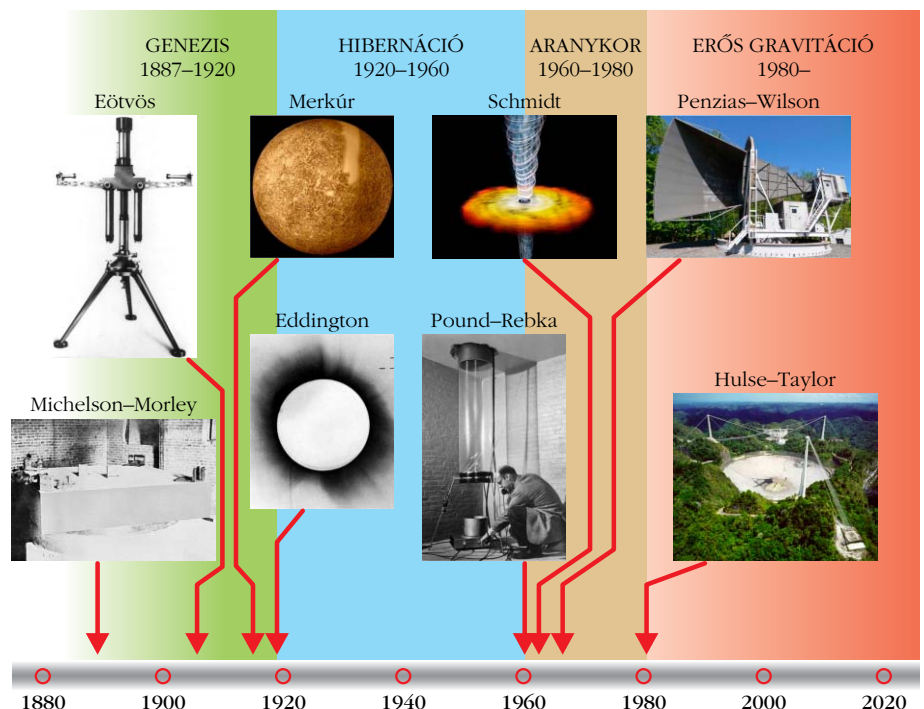 GENEZIS
1887–1920
HIBERNÁCIÓ
1920–1960
ARANYKOR
1960–1980
ERŐS GRAVITÁCIÓ
1980–
Eötvös
Merkúr
Schmidt
Penzias–Wilson
Eddington
Pound–Rebka
Hulse–Taylor
Michelson–Morley
1880
1900
1920
1940
1960
1980
2000
2020